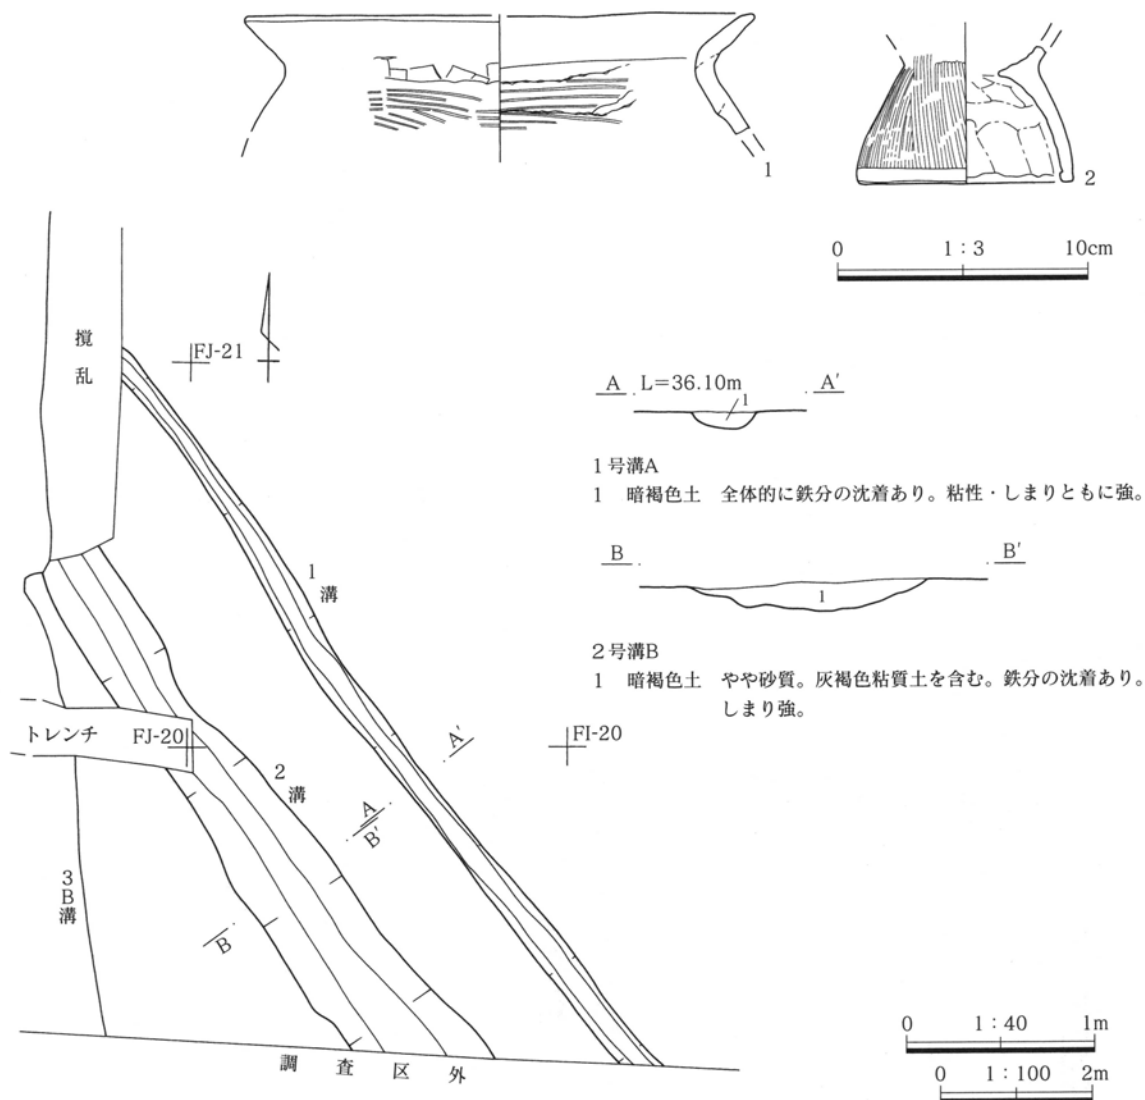 1
2
0 1：3 10cm
攪乱
FJ-21
A L＝36.10m A′
1
1号溝A
1 暗褐色土 全体的に鉄分の沈着あり。粘性・しまりともに強。
B B′
1
2号溝B
1 暗褐色土 やや砂質。灰褐色粘質土を含む。鉄分の沈着あり。
しまり強。
1溝
A′
FI-20
トレンチ FJ-20
2溝
A
B′
3B溝
B
調査区外
0 1：40 1m
0 1：100 2m